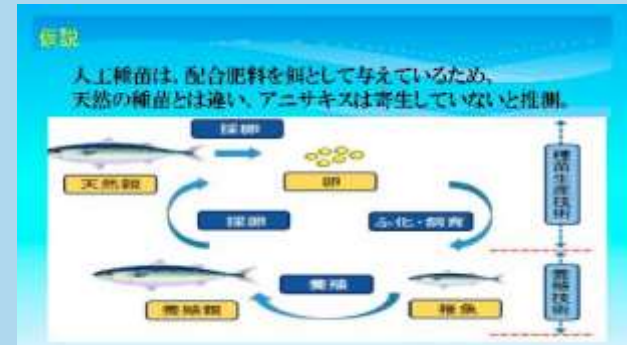 仮説
人工種苗は、配合肥料を餌として与えているため、
天然の種苗とは違い、アニサキスは寄生していないと推測。
採卵
天然親
卵
種苗生産技術
採卵
ふ化・飼育
養殖
養殖親
稚魚
養殖技術